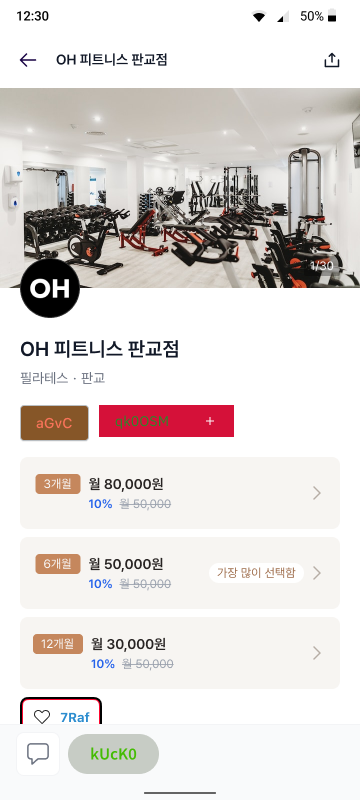 12:30
50%
OH 피트니스 판교점
1/30
OH
OH 피트니스 판교점
필라테스 · 판교
aGvC
qk0OSM +
3개월 월 80,000원
10% 월 50,000
6개월 월 50,000원
10% 월 50,000
가장 많이 선택함
12개월 월 30,000원
10% 월 50,000
7Raf
kUcK0